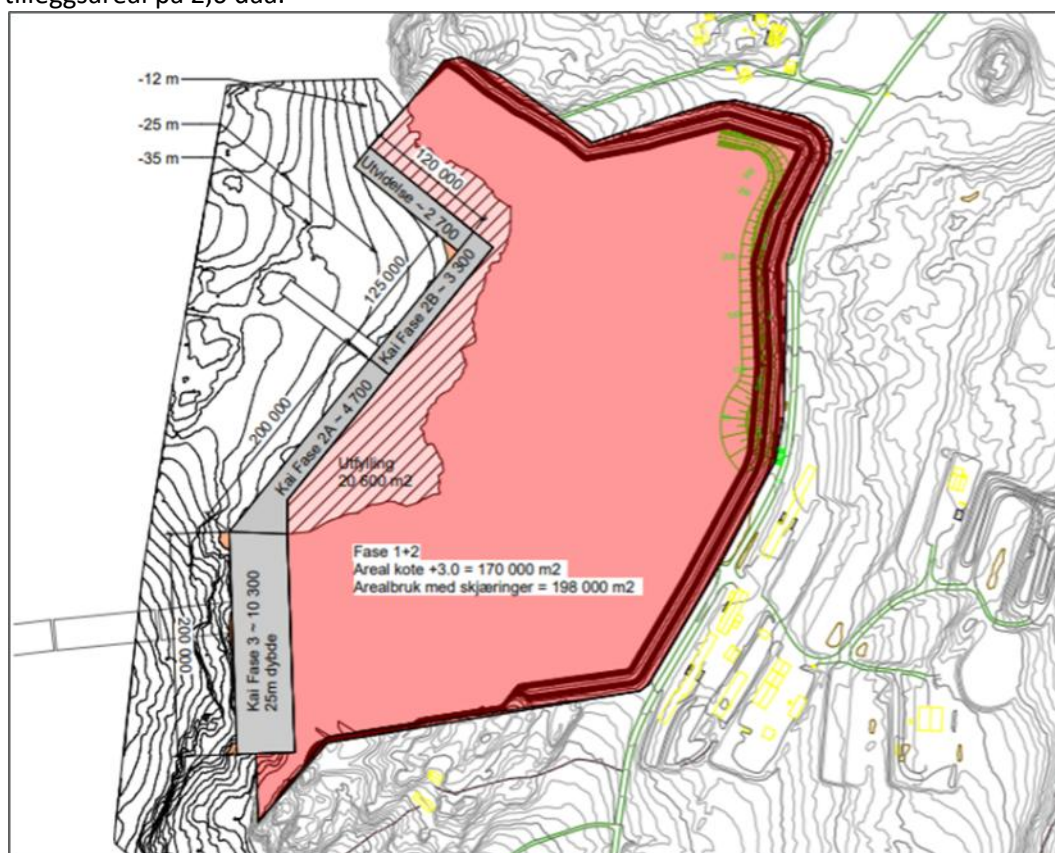 tilleggsareal på daa.
-12 m
-25 m
-35 m
120 000
Utvidelse ~ 2 700
125 000
Kai Fase 2B ~ 3 300
200 000
Kai Fase 2A ~ 4 700
Utfylling
20 600 m2
Fase 1+2
Areal kote +3.0 = 170 000 m2
Arealbruk med skjæringer = 198 000 m2
200 000
Kai Fase 3 ~ 10 300
25m dybde